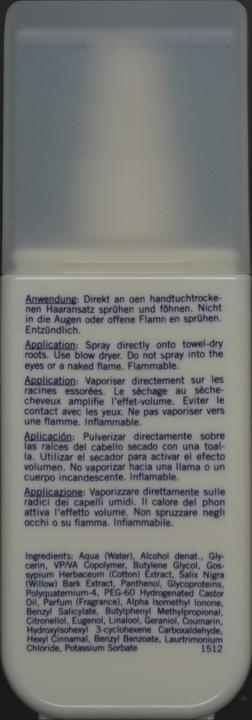 Anwendung: Direkt an den handtuchtrocke-
nen Haaransatz sprühen und föhnen. Nicht
in die Augen oder offene Flamn en sprühen.
Entzündlich.
Application: Spray directly onto towel-dry
roots. Use blow dryer. Do not spray into the
eyes or a naked flame. Flammable.
Application: Vaporiser directement sur les
racines essorées. Le séchage au sèche-
cheveux amplifie l'effet-volume. Eviter le
contact avec les yeux. Ne pas vaporiser vers
une flamme. Inflammable.
Aplicación: Pulverizar directamente sobre
las raíces del cabello secado con una toal-
la. Utilizar el secador para activar el efecto
volumen. No vaporizar hacia una llama o un
cuerpo incandescente. Inflamable.
Applicazione: Vaporizzare direttamente sulle
radici dei capelli umidi. Il calore del phon
attiva l'effetto volume. Non spruzzare negli
occhi o su fiamma. Infiammabile.
Ingredients: Aqua (Water), Alcohol denat., Gly-
cerin, VP/VA Copolymer, Butylene Glycol, Gos-
sypium Herbaceum (Cotton) Extract, Salix Nigra
(Willow) Bark Extract, Panthenol, Glycoproteins,
Polyquaternium-4, PEG-60 Hydrogenated Castor
Oil, Parfum (Fragrance), Alpha Isomethyl Ionone,
Benzyl Salicylate, Butylphenyl Methylpropional,
Citronellol, Eugenol, Linalool, Geraniol, Coumarin,
Hydroxyisohexyl 3-cyclohexene Carboxaldehyde,
Hexyl Cinnamal, Benzyl Benzoate, Laurtrimonium
Chloride, Potassium Sorbate 1512